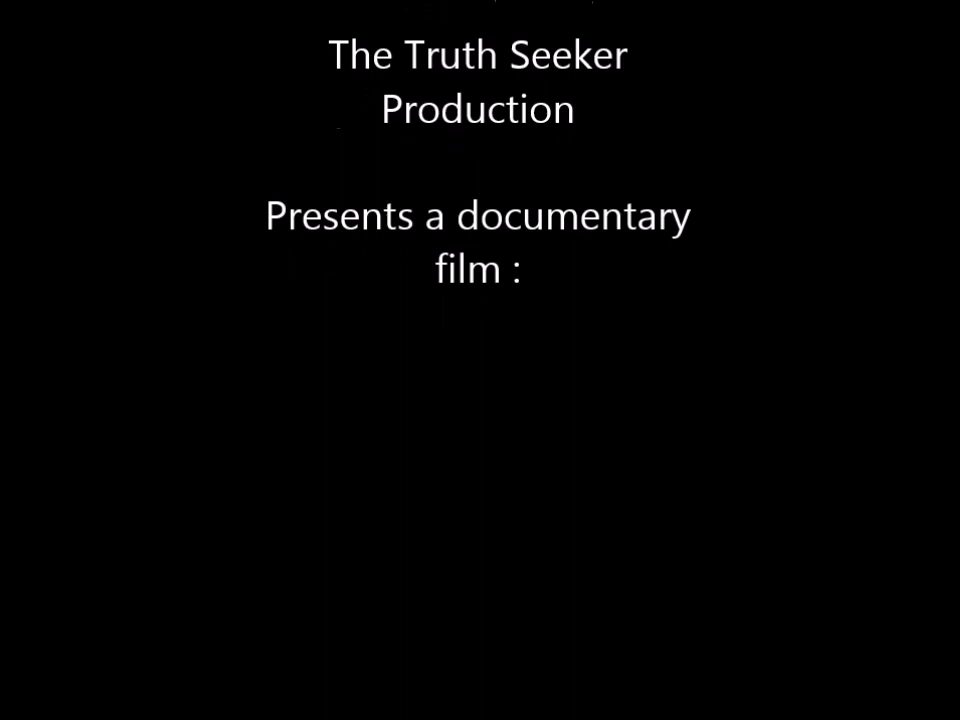 The Truth Seeker
Production
Presents a documentary
film :